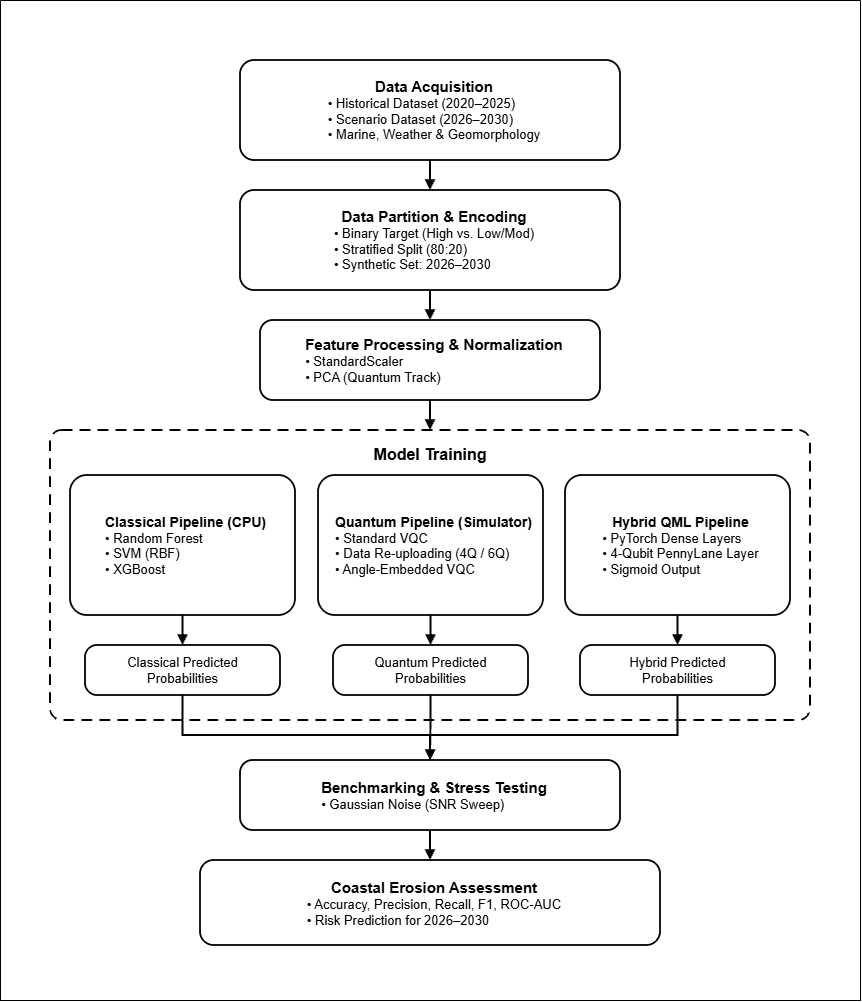 Data Acquisition
• Historical Dataset (2020–2025)
• Scenario Dataset (2026–2030)
• Marine, Weather & Geomorphology
Data Partition & Encoding
• Binary Target (High vs. Low/Mod)
• Stratified Split (80:20)
• Synthetic Set: 2026–2030
Feature Processing & Normalization
• StandardScaler
• PCA (Quantum Track)
Model Training
Classical Pipeline (CPU)
• Random Forest
• SVM (RBF)
• XGBoost
Quantum Pipeline (Simulator)
• Standard VQC
• Data Re-uploading (4Q / 6Q)
• Angle-Embedded VQC
Hybrid QML Pipeline
• PyTorch Dense Layers
• 4-Qubit PennyLane Layer
• Sigmoid Output
Classical Predicted
Probabilities
Quantum Predicted
Probabilities
Hybrid Predicted
Probabilities
Benchmarking & Stress Testing
• Gaussian Noise (SNR Sweep)
Coastal Erosion Assessment
• Accuracy, Precision, Recall, F1, ROC-AUC
• Risk Prediction for 2026–2030